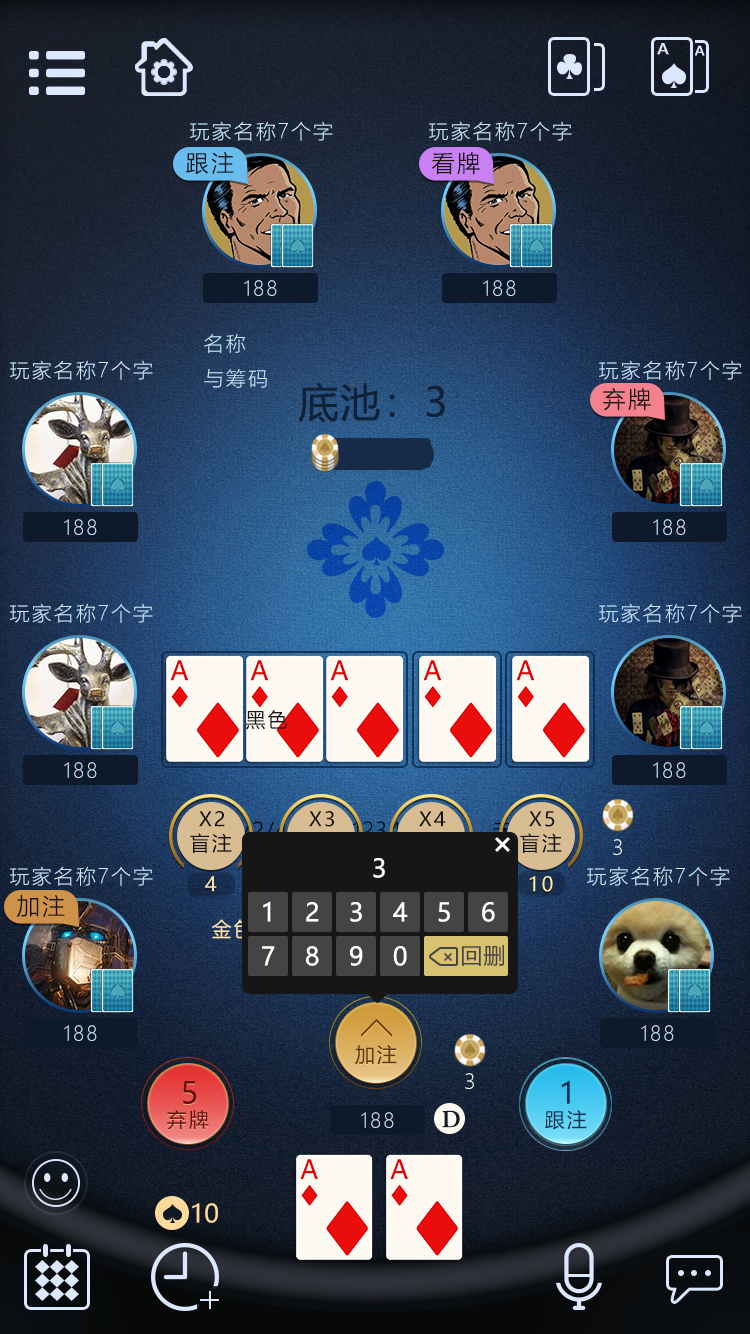 A A
玩家名称7个字 玩家名称7个字
跟注 看牌
188 188
名称
与筹码
玩家名称7个字 玩家名称7个字
弃牌
底池：3
188 188
玩家名称7个字 玩家名称7个字
A A A A A
黑色
188 188
X2 X3 X4 X5
盲注 盲注
4 10
3
玩家名称7个字 玩家名称7个字
加注
3
1 2 3 4 5 6
7 8 9 0 回删
188 188
加注
3
5 1
弃牌 跟注
188 D
A A
10